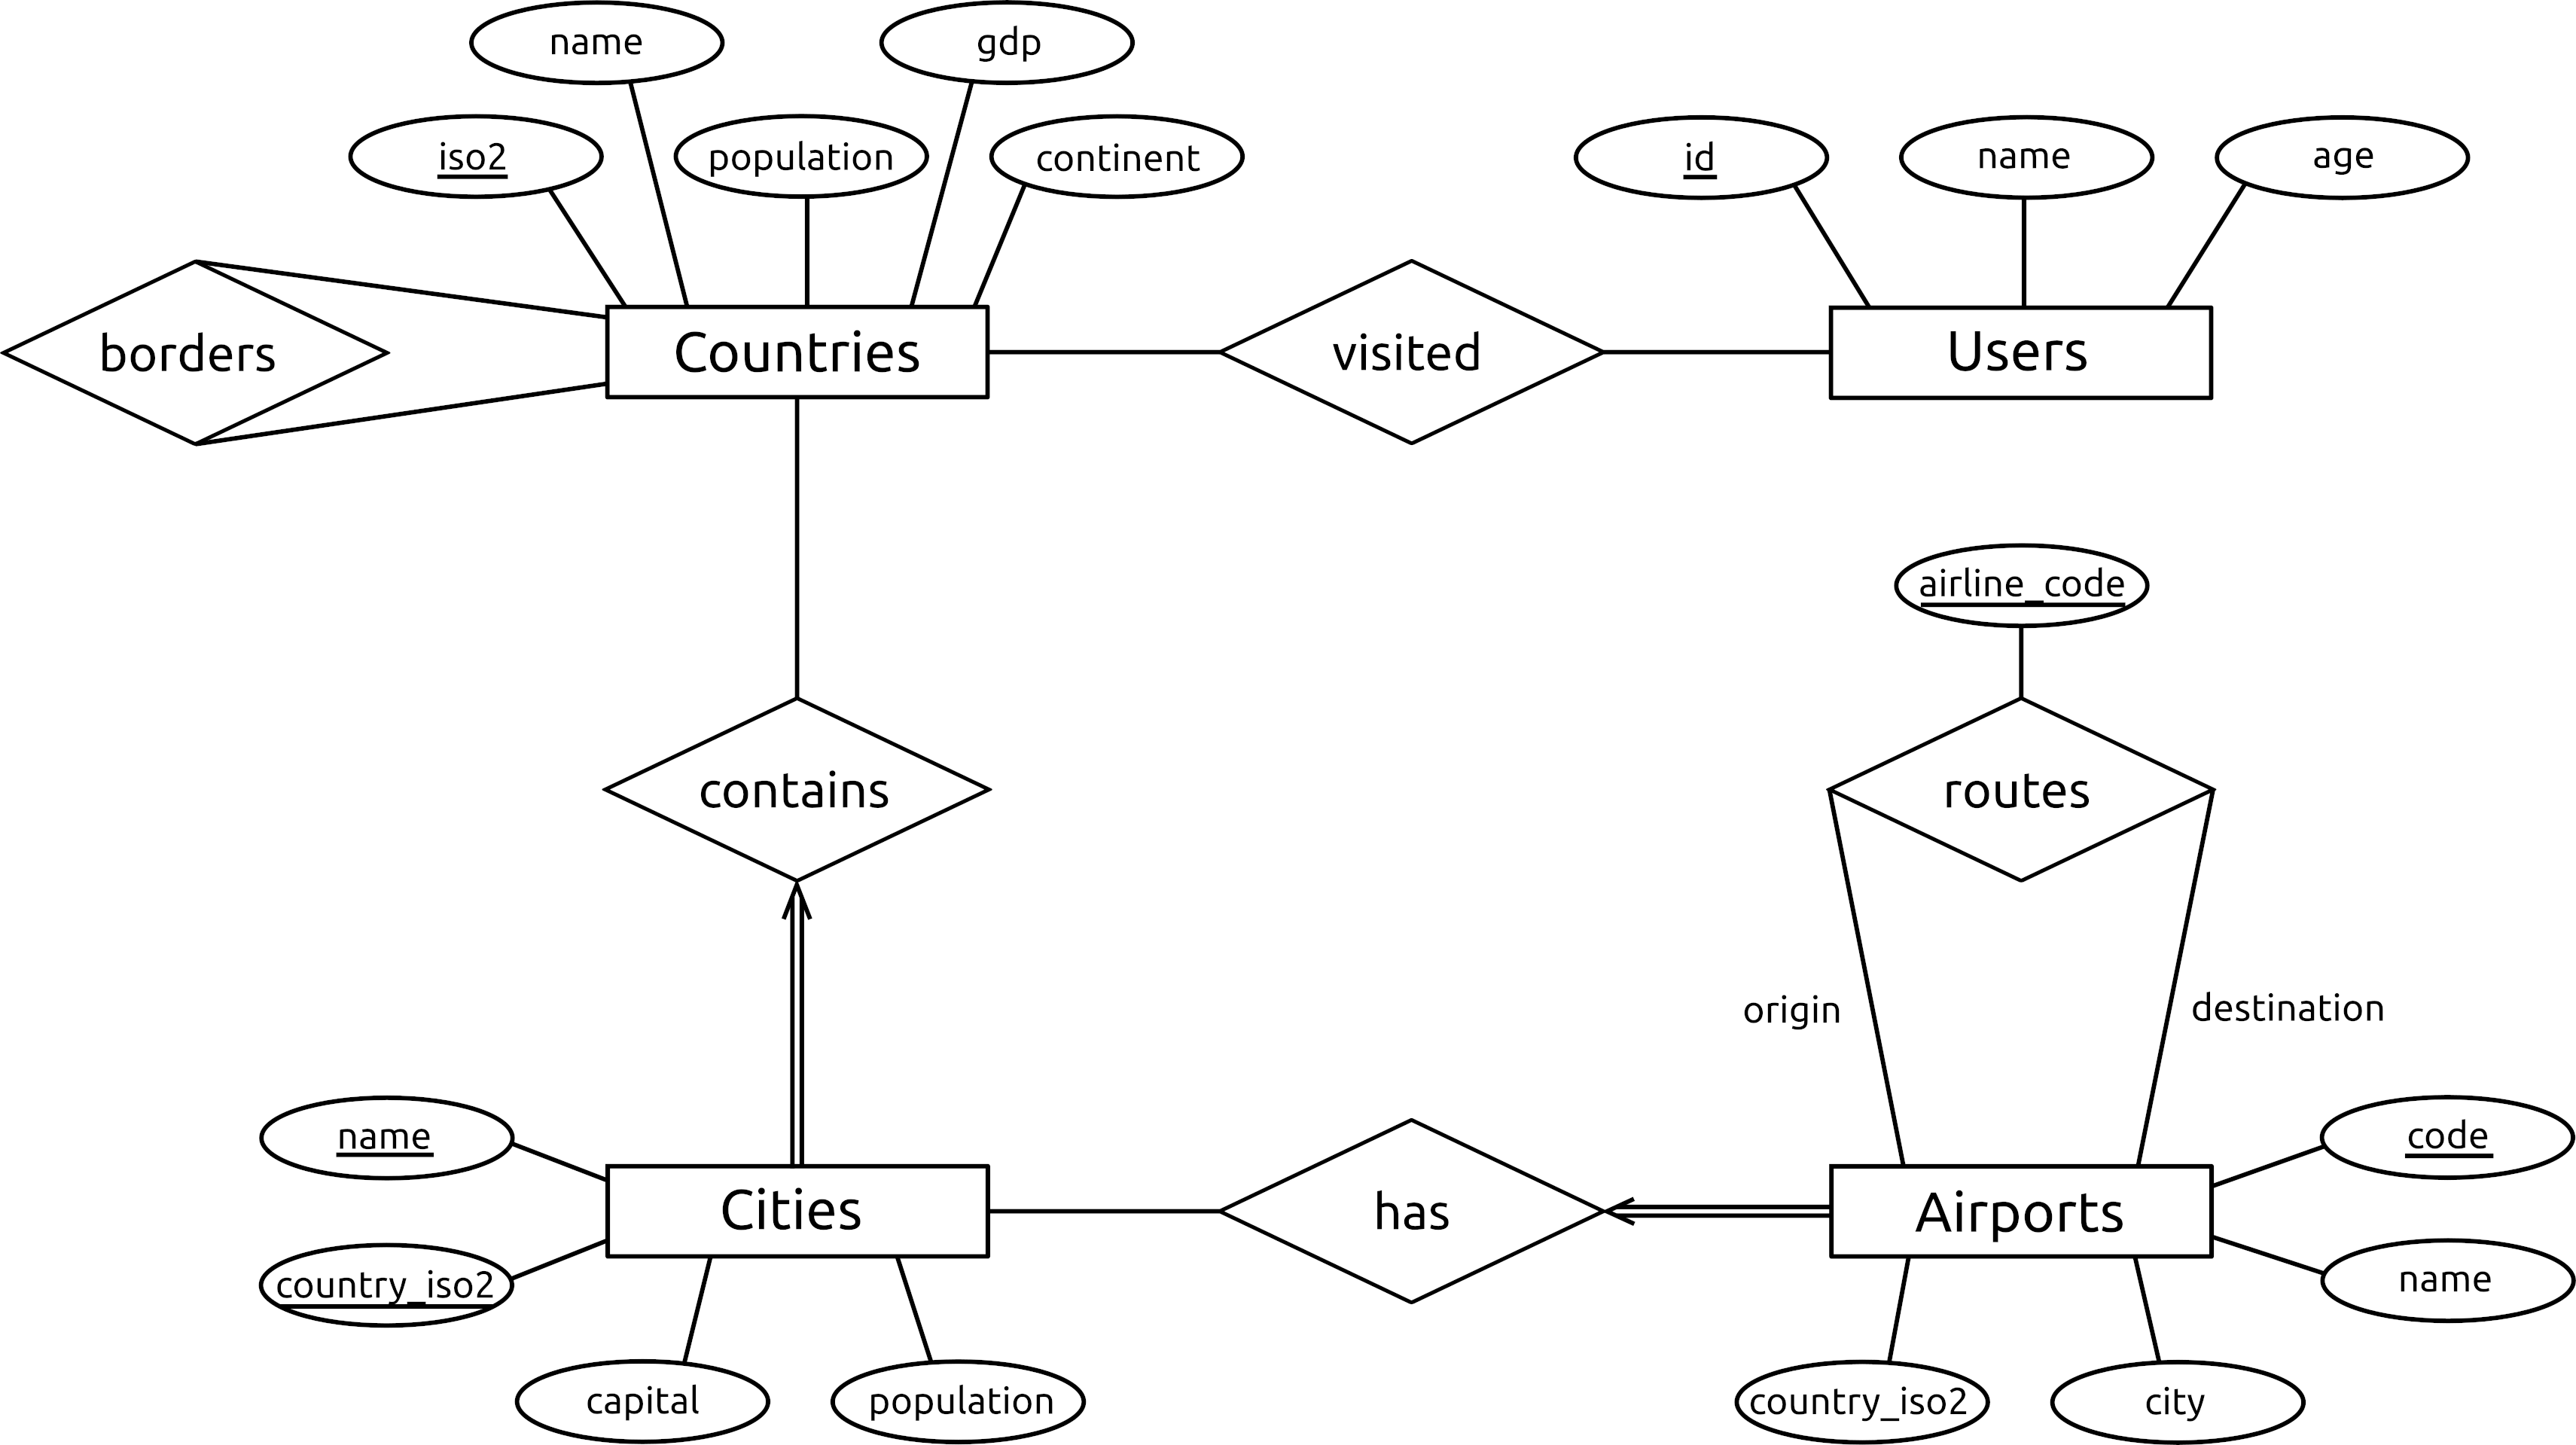 name
gdp
iso2
population
continent
id
name
age
borders
Countries
visited
Users
airline_code
contains
routes
origin
destination
name
code
Cities
has
Airports
country_iso2
name
capital
population
country_iso2
city